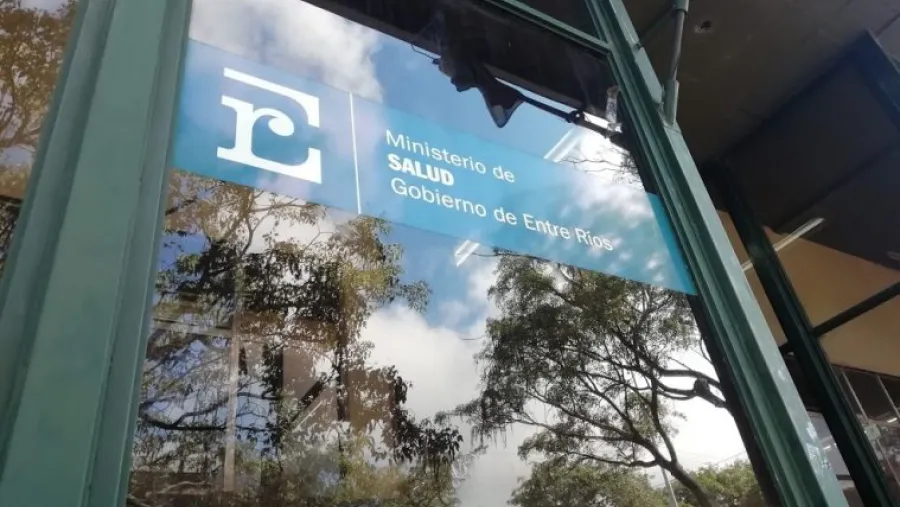 Ministerio de
SALUD
Gobierno de Entre Ríos